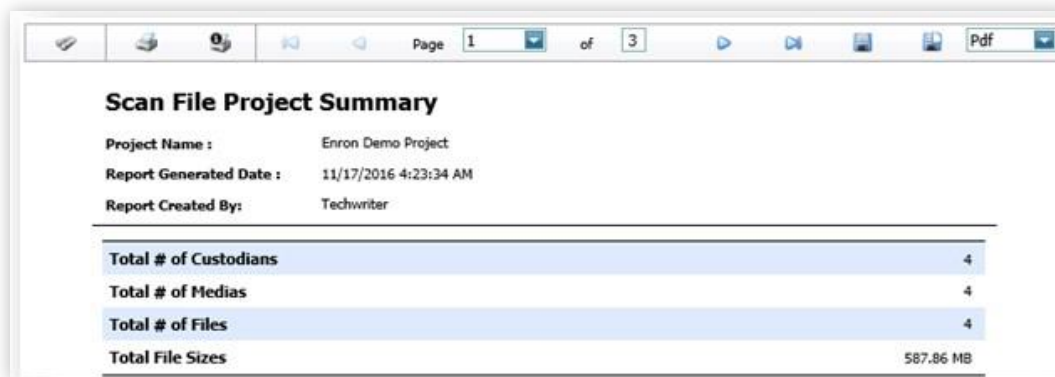 Page 1 of 3 Pdf
Scan File Project Summary
Project Name : Enron Demo Project
Report Generated Date : 11/17/2016 4:23:34 AM
Report Created By: Techwriter
Total # of Custodians 4
Total # of Medias 4
Total # of Files 4
Total File Sizes 587.86 MB